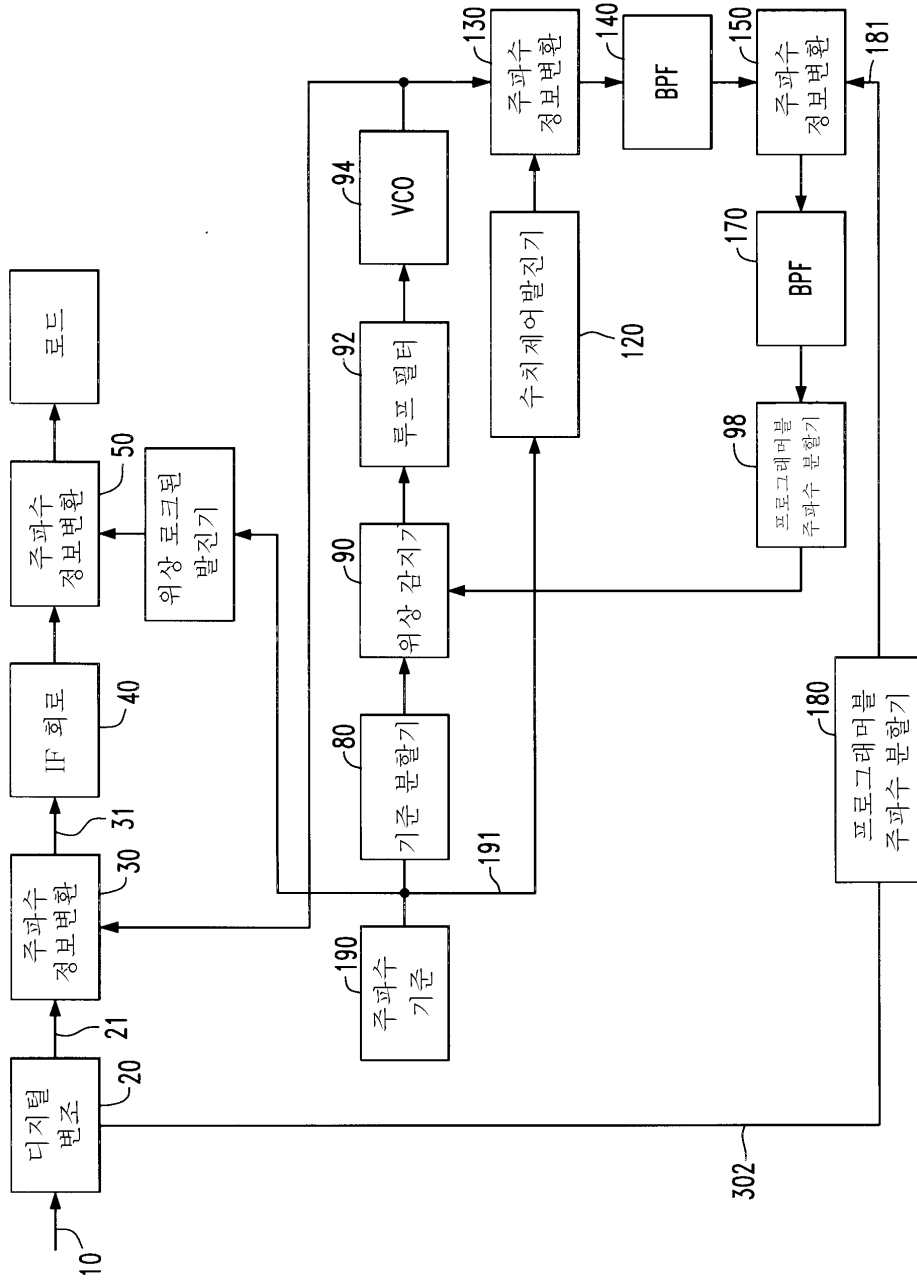 10
디지털
변조
20
21
주파수
정보변환
30
31
IF 회로
40
주파수
정보변환
50
로드
위상 로크된
발진기
주파수
기준
190
191
기준 분할기
80
위상 감지기
90
루프 필터
92
VCO
94
수치제어발진기
120
주파수
정보변환
130
BPF
140
주파수
정보변환
150
181
BPF
170
프로그래머블
주파수 분할기
98
프로그래머블
주파수 분할기
180
302